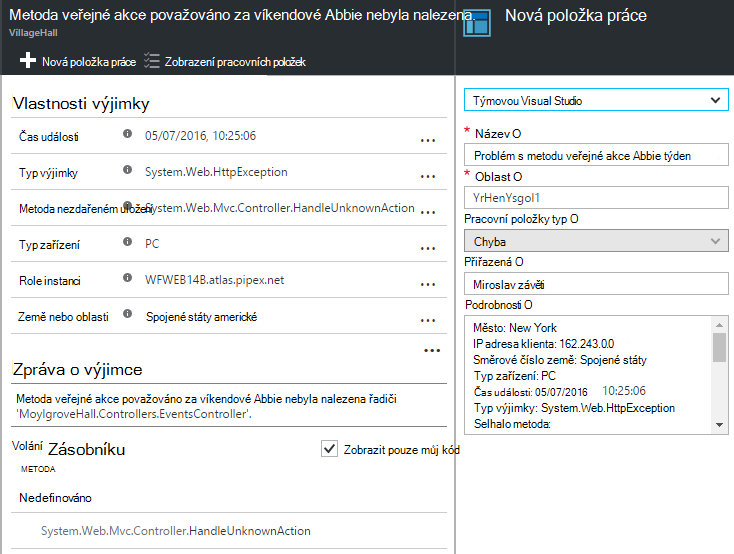 Metoda veřejné akce považováno za víkendové Abbie nebyla nalezena.
VillageHall
Nová položka práce
Zobrazení pracovních položek
Vlastnosti výjimky
Čas události 05/07/2016, 10:25:06
Typ výjimky System.Web.HttpException
Metoda nezdařeném uložení System.Web.Mvc.Controller.HandleUnknownAction
Typ zařízení PC
Role instanci WFWEB14B.atlas.pipex.net
Země nebo oblasti Spojené státy americké
Zpráva o výjimce
Metoda veřejné akce považováno za víkendové Abbie nebyla nalezena řadiči
'MoylgroveHall.Controllers.EventsController'.
Volání Zásobníku
Zobrazit pouze můj kód
METODA
Nedefinováno
System.Web.Mvc.Controller.HandleUnknownAction
Nová položka práce
Týmovou Visual Studio
* Název O
Problém s metodu veřejné akce Abbie týden
* Oblast O
YrHenYsgol1
Pracovní položky typ O
Chyba
Přiřazená O
Miroslav závěti
Podrobnosti O
Město: New York
IP adresa klienta: 162.243.0.0
Směrové číslo země: Spojené státy
Typ zařízení: PC
Čas události: 05/07/2016 10:25:06
Typ výjimky: System.Web.HttpException
Selhalo metoda: